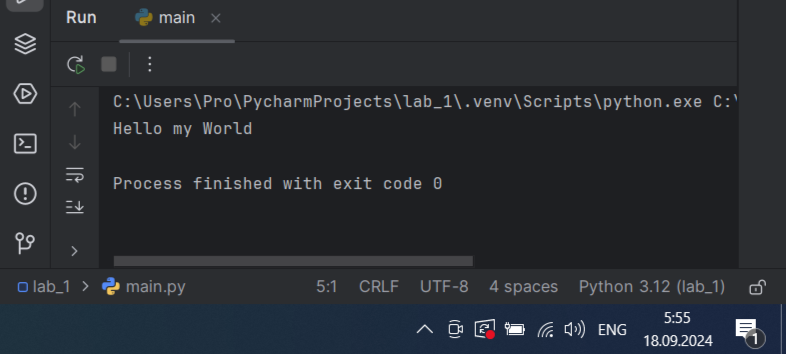 Run main
C:\Users\Pro\PycharmProjects\lab_1\.venv\Scripts\python.exe C:\
Hello my World
Process finished with exit code 0
lab_1 > main.py 5:1 CRLF UTF-8 4 spaces Python 3.12 (lab_1)
ENG
5:55
18.09.2024
1